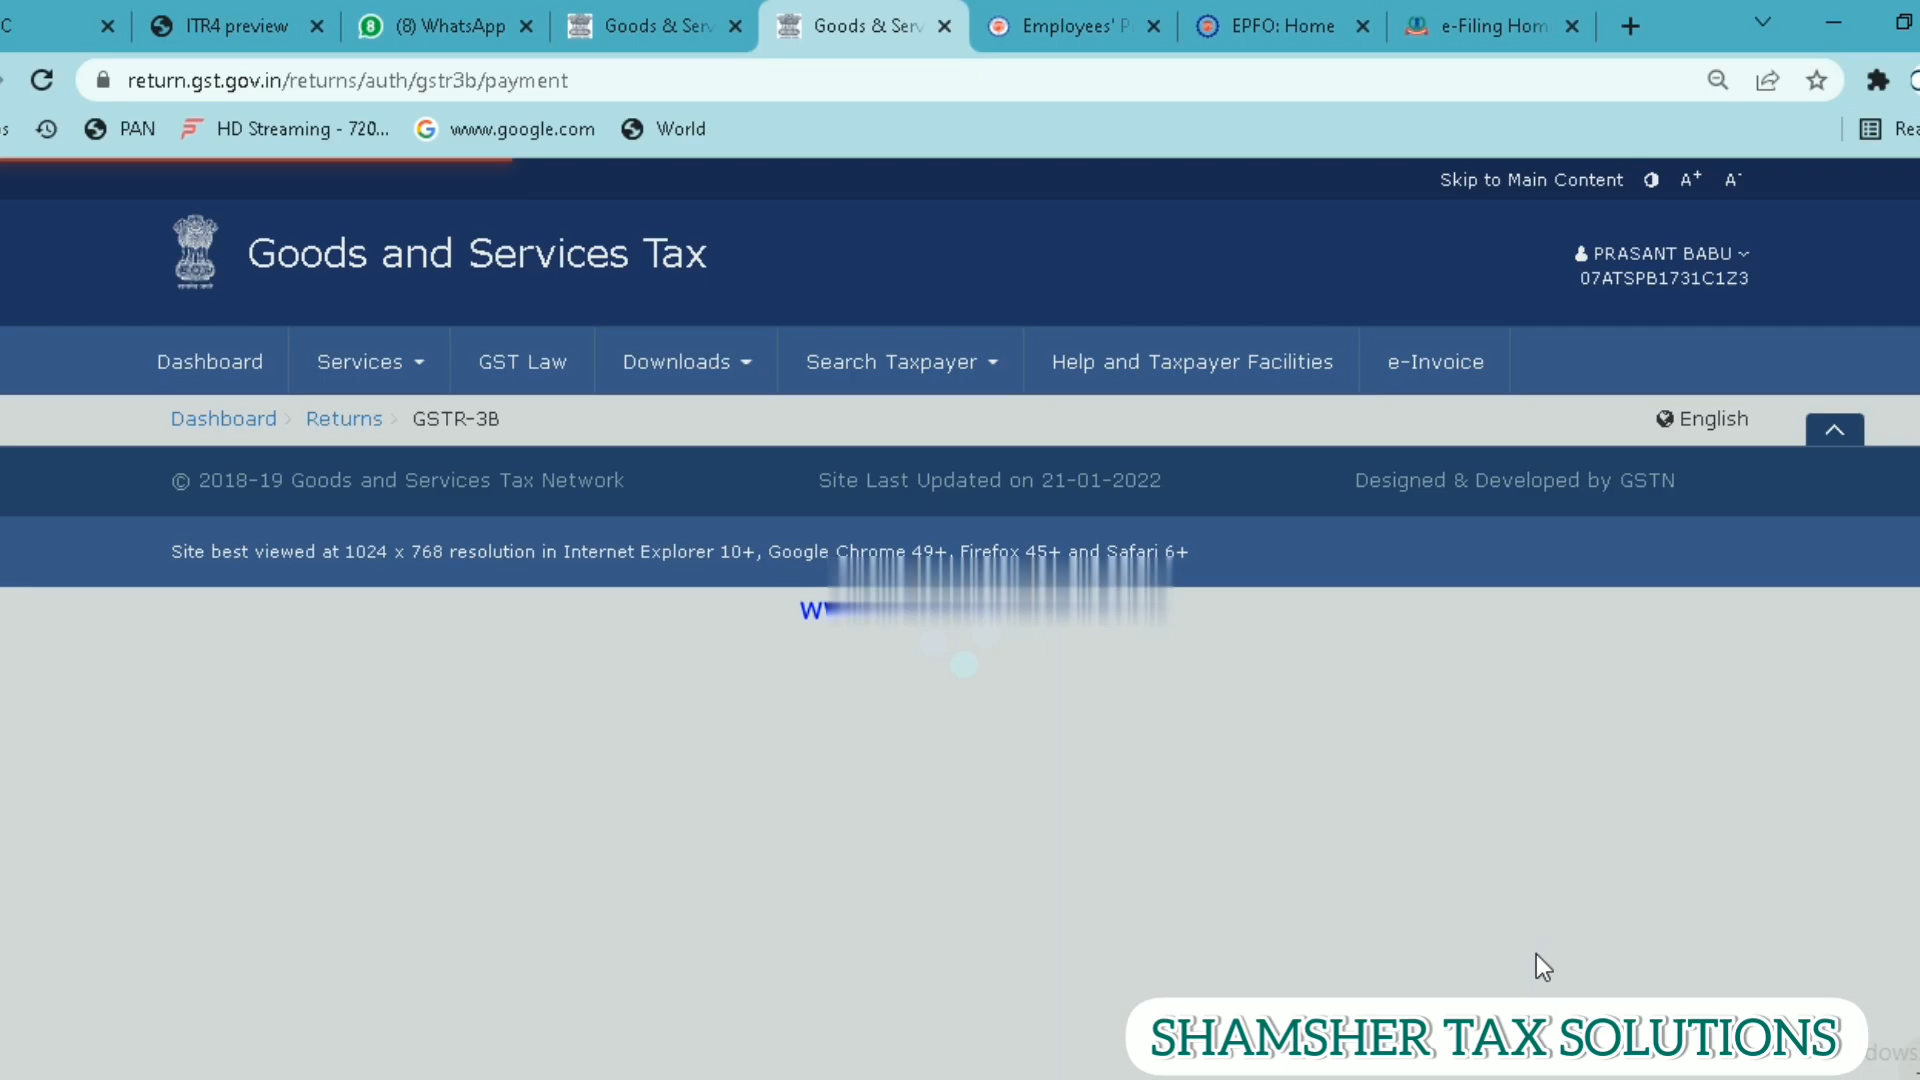 C ITR4 preview (8) WhatsApp Goods & Serv Goods & Serv Employees' P EPFO: Home e-Filing Hom
return.gst.gov.in/returns/auth/gstr3b/payment
PAN HD Streaming - 720... www.google.com World Rea
Skip to Main Content A+ A-
Goods and Services Tax
PRASANT BABU
07ATSPB1731C1Z3
Dashboard Services GST Law Downloads Search Taxpayer Help and Taxpayer Facilities e-Invoice
Dashboard > Returns > GSTR-3B English
© 2018-19 Goods and Services Tax Network Site Last Updated on 21-01-2022 Designed & Developed by GSTN
Site best viewed at 1024 x 768 resolution in Internet Explorer 10+, Google Chrome 49+, Firefox 45+ and Safari 6+
SHAMSHER TAX SOLUTIONS